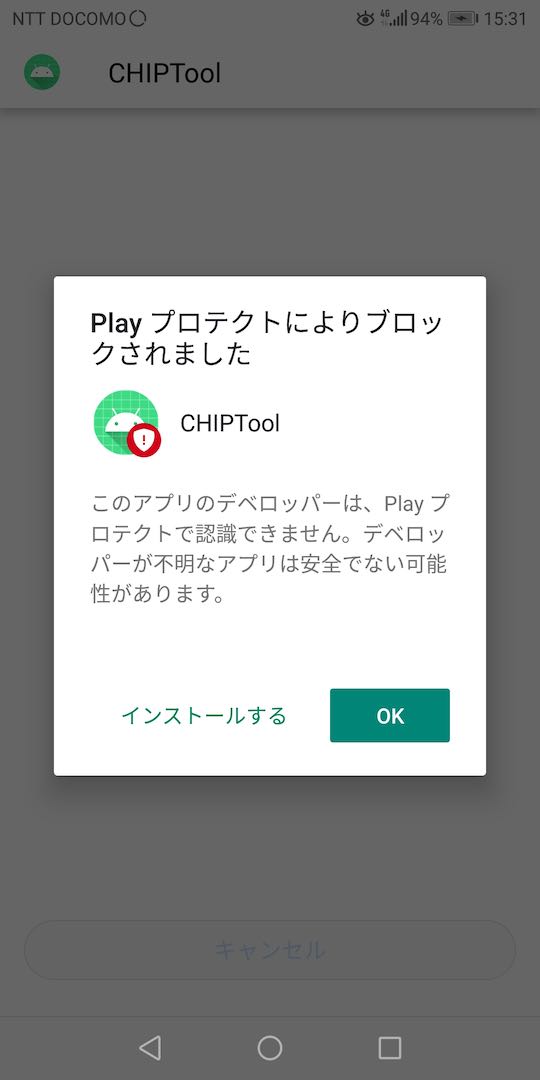 NTT DOCOMO 4G 94% 15:31
CHIPTool
Play プロテクトによりブロッ
クされました
CHIPTool
このアプリのデベロッパーは、Play プ
ロテクトで認識できません。デベロッ
パーが不明なアプリは安全でない可能
性があります。
インストールする OK
キャンセル